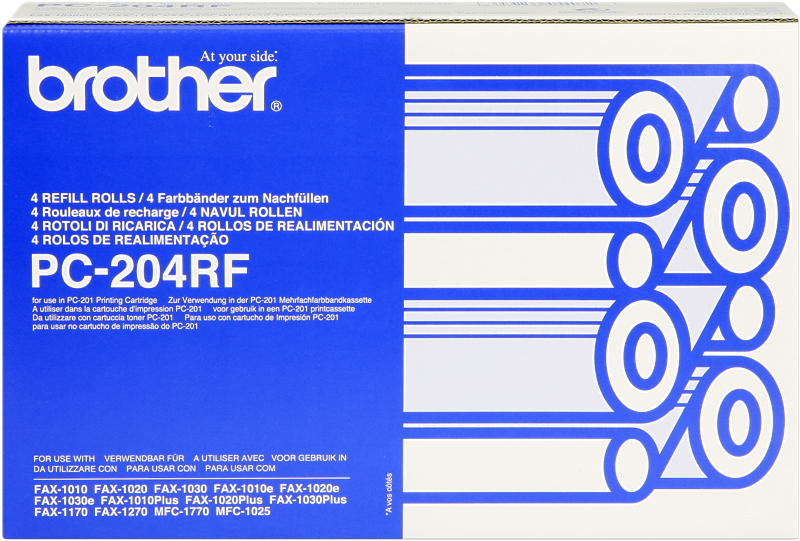 PC-204RF
At your side.*
brother®
4 REFILL ROLLS / 4 Farbbänder zum Nachfüllen
4 Rouleaux de recharge / 4 NAVUL ROLLEN
4 ROTOLI DI RICARICA / 4 ROLLOS DE REALIMENTACIÓN
4 ROLOS DE REALIMENTAÇÃO
PC-204RF
for use in PC-201 Printing Cartridge Zur Verwendung in der PC-201 Mehrfachfarbbandkassette
A utiliser dans la cartouche d'impression PC-201 voor gebruik in een PC-201 printcassette
Da utilizzare con cartuccia toner PC-201 Para uso con cartucho de Impresión PC-201
para usar no cartucho de impressão do PC-201
FOR USE WITH VERWENDBAR FÜR A UTILISER AVEC VOOR GEBRUIK IN
DA UTILIZZARE CON PARA USAR CON PARA USAR COM
FAX-1010 FAX-1020 FAX-1030 FAX-1010e FAX-1020e
FAX-1030e FAX-1010Plus FAX-1020Plus FAX-1030Plus
FAX-1170 FAX-1270 MFC-1770 MFC-1025
*A vos côtés